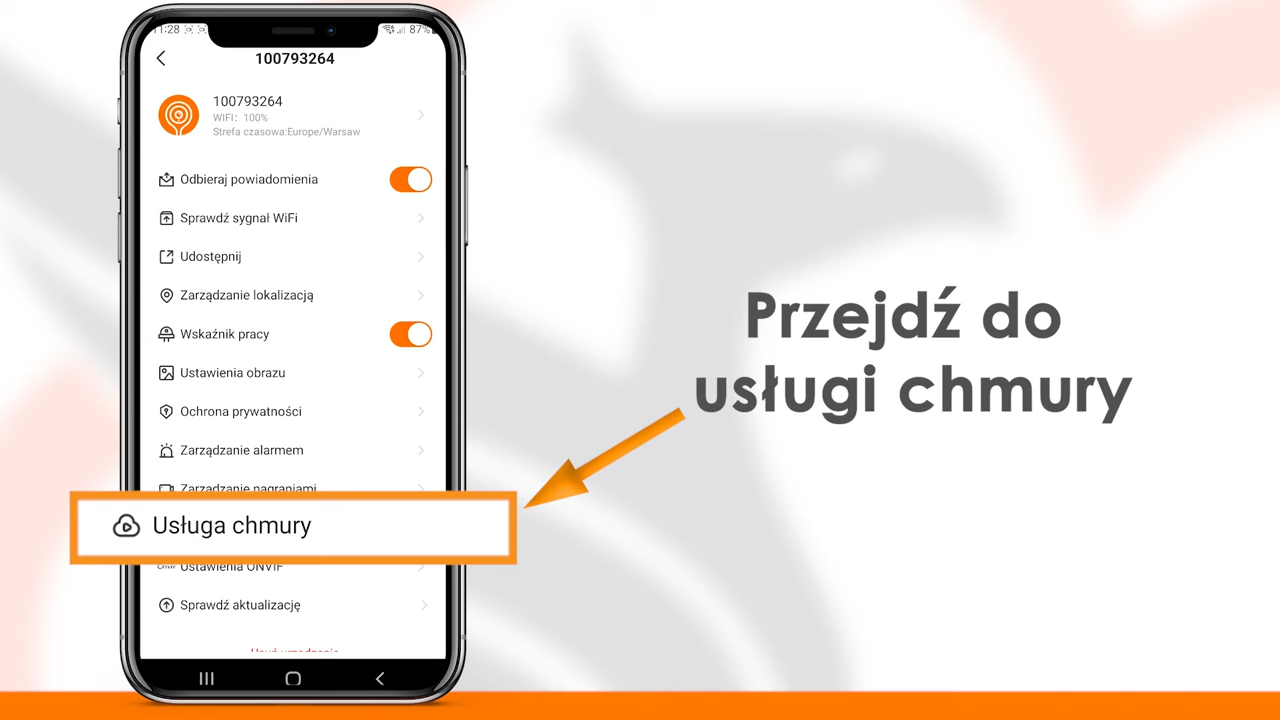 11:28
87%
100793264
100793264
WIFI: 100%
Strefa czasowa:Europe/Warsaw
Odbieraj powiadomienia
Sprawdź sygnał WiFi
Udostępnij
Zarządzanie lokalizacją
Wskaźnik pracy
Ustawienia obrazu
Ochrona prywatności
Zarządzanie alarmem
Zarządzanie nagraniami
Usługa chmury
Ustawienia ONVIF
Sprawdź aktualizację
Usuń urządzenie
Przejdź do
usługi chmury